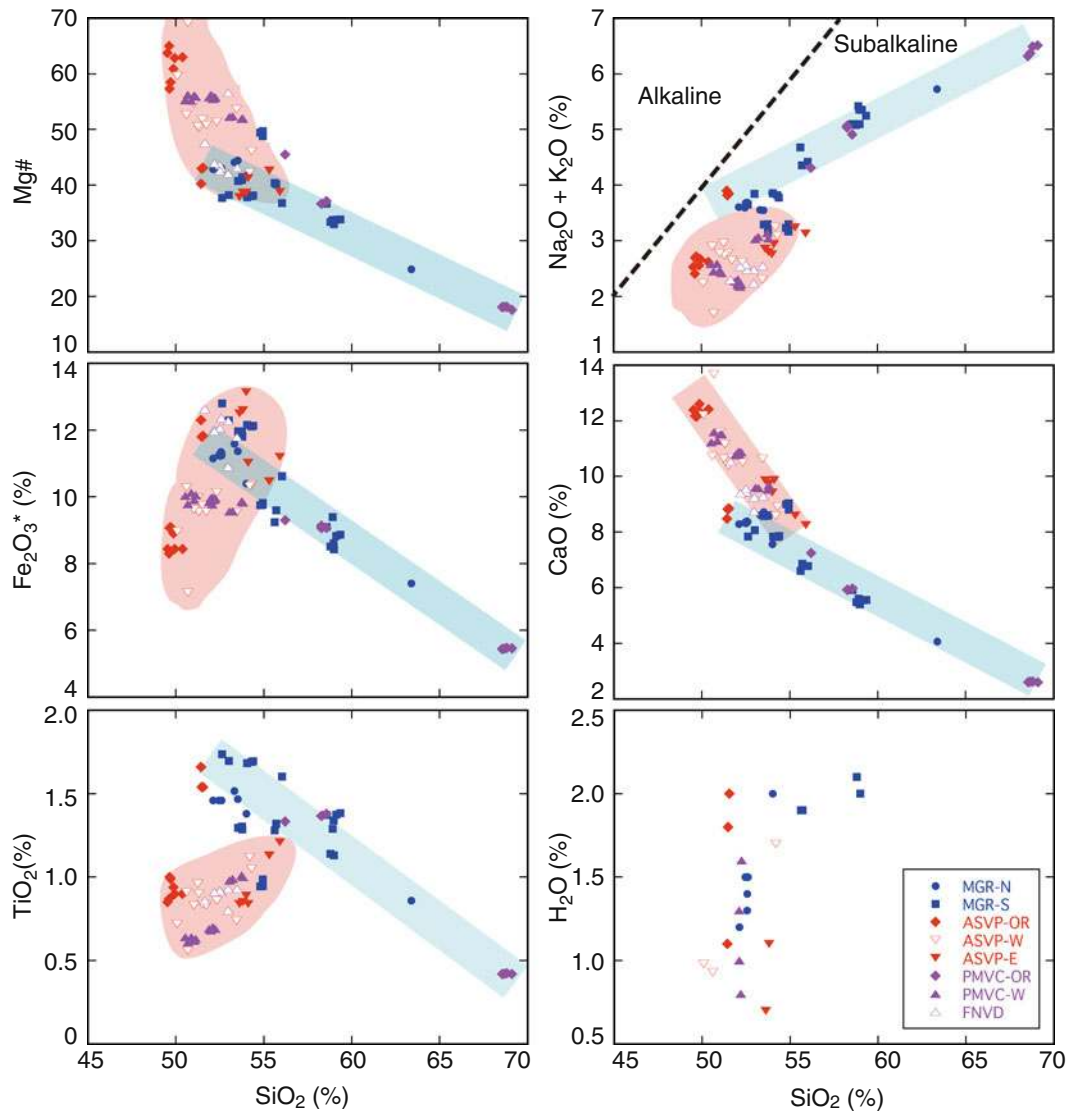 70
60
50
40
30
20
10
Mg#
7
6
5
4
3
2
1
Na₂O + K₂O (%)
Alkaline
Subalkaline
14
12
10
8
6
4
Fe₂O₃* (%)
14
12
10
8
6
4
2
CaO (%)
2.0
1.5
1.0
0.5
0
TiO₂(%)
45 50 55 60 65 70
SiO₂ (%)
2.5
2.0
1.5
1.0
0.5
H₂O (%)
MGR-N
MGR-S
ASVP-OR
ASVP-W
ASVP-E
PMVC-OR
PMVC-W
FNVD
45 50 55 60 65 70
SiO₂ (%)